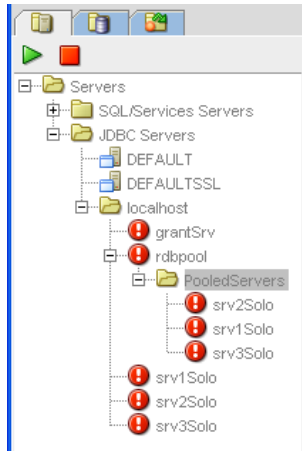 Servers
SQL/Services Servers
JDBC Servers
DEFAULT
DEFAULTSSL
localhost
grantSrv
rdbpool
PooledServers
srv2Solo
srv1Solo
srv3Solo
srv1Solo
srv2Solo
srv3Solo